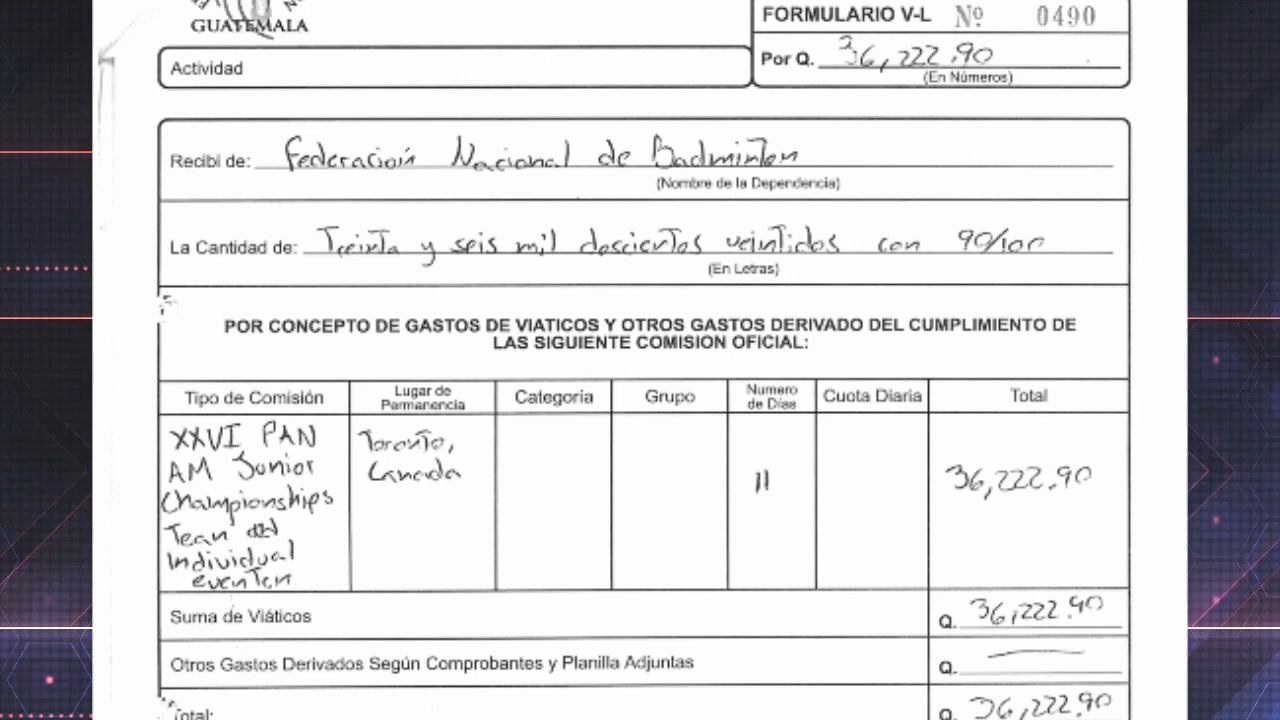 GUATEMALA
FORMULARIO V-L Nº 0490
Actividad
Por Q. 36,222.90
(En Números)
Recibi de: Federación Nacional de Badminton
(Nombre de la Dependencia)
La Cantidad de: Treinta y seis mil doscientos veintidos con 90/100
(En Letras)
POR CONCEPTO DE GASTOS DE VIATICOS Y OTROS GASTOS DERIVADO DEL CUMPLIMIENTO DE
LAS SIGUIENTE COMISION OFICIAL:
Tipo de Comisión Lugar de Permanencia Categoria Grupo Numero de Días Cuota Diaria Total
XXVI PAN
AM Junior
Championships
Team
Individual
Toronto,
Canada
11
36,222.90
Suma de Viáticos Q. 36,222.90
Otros Gastos Derivados Según Comprobantes y Planilla Adjuntas Q.
Total: Q. 36,222.90